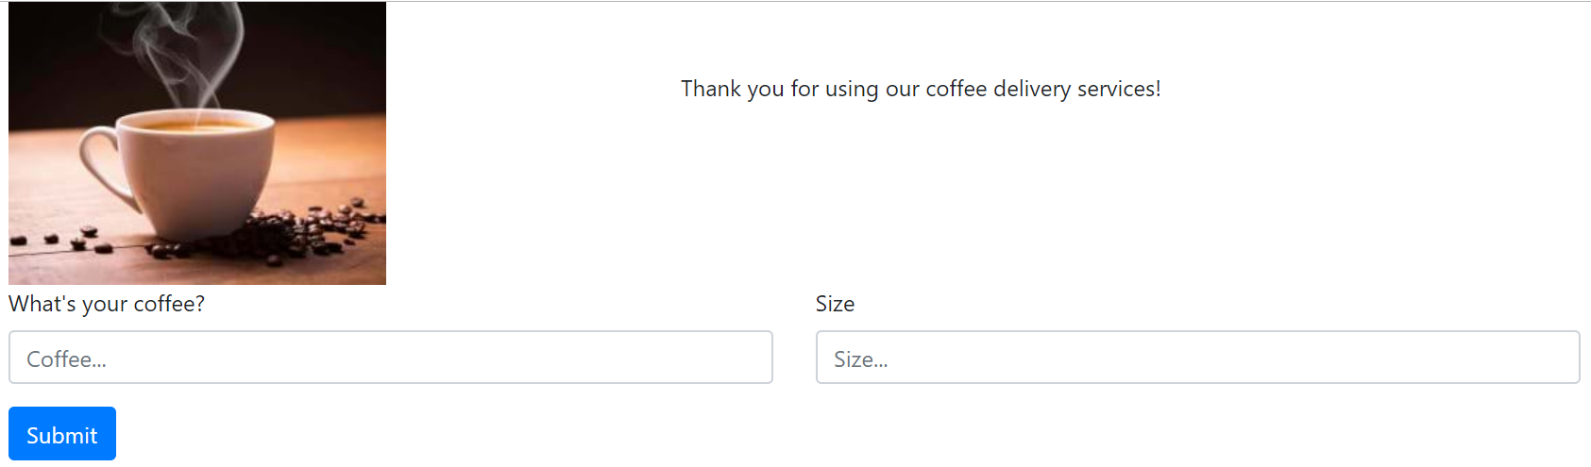 Thank you for using our coffee delivery services!
What's your coffee?
Size
Coffee...
Size...
Submit